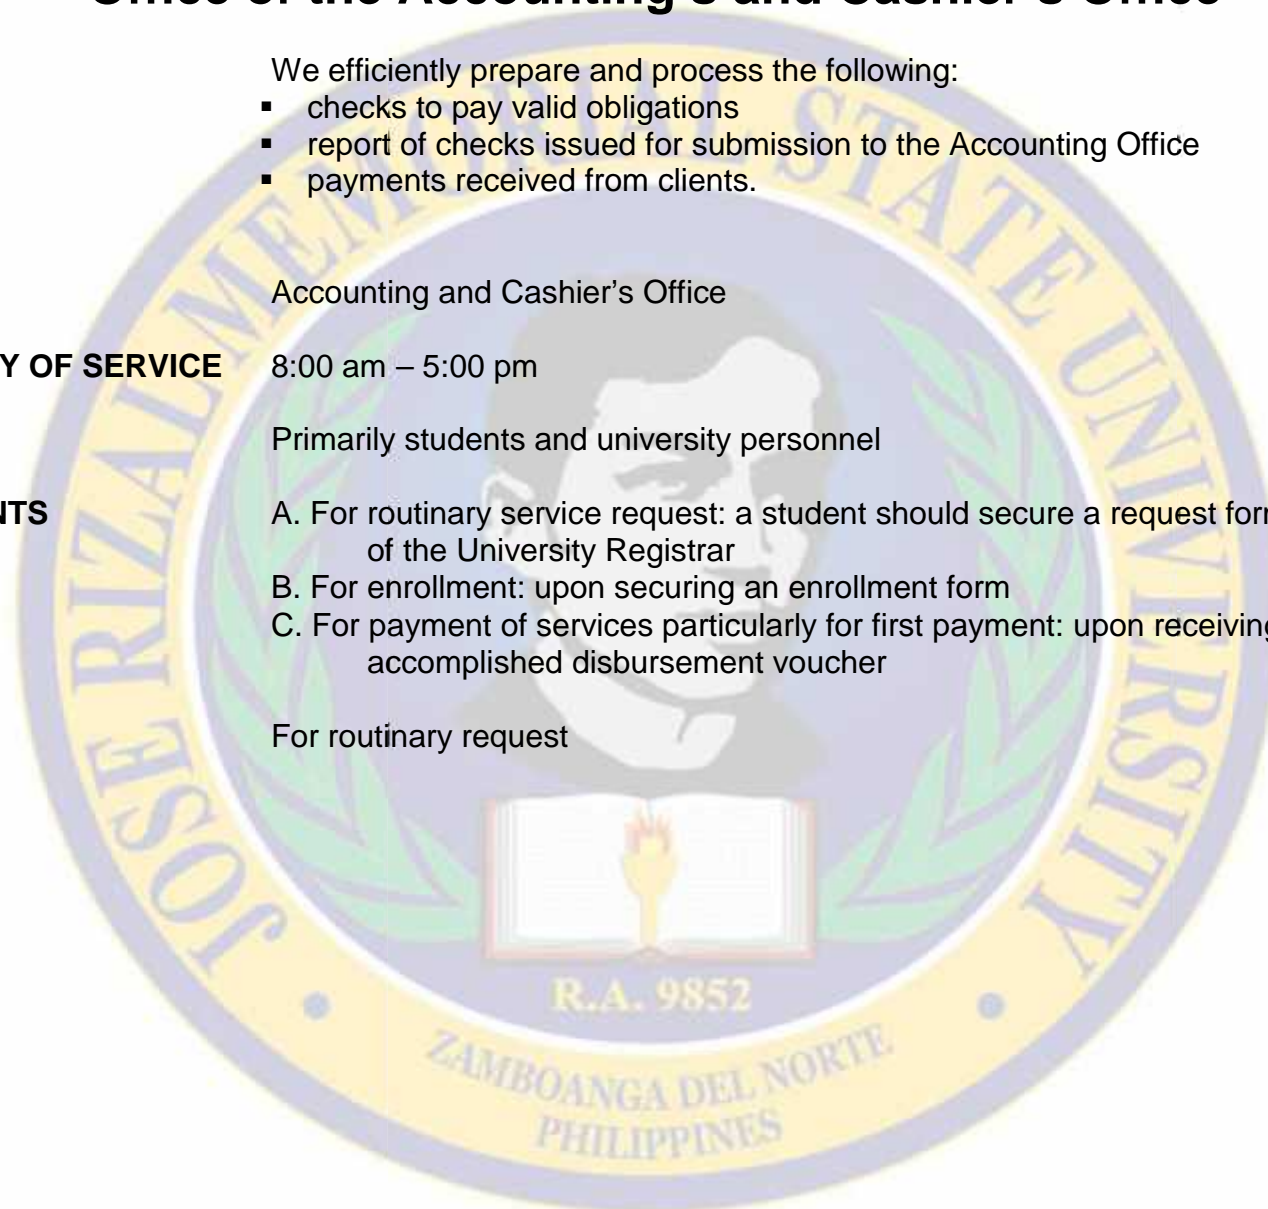 Office of the Accounting's and Cashier's Office
We efficiently prepare and process the following:
▪ checks to pay valid obligations
▪ report of checks issued for submission to the Accounting Office
▪ payments received from clients.
Accounting and Cashier’s Office
Y OF SERVICE 8:00 am – 5:00 pm
Primarily students and university personnel
NTS A. For routinary service request: a student should secure a request for
of the University Registrar
B. For enrollment: upon securing an enrollment form
C. For payment of services particularly for first payment: upon receiving
accomplished disbursement voucher
For routinary request
JOSE RIZAL MEMORIAL STATE UNIVERSITY
R.A. 9852
ZAMBOANGA DEL NORTE
PHILIPPINES